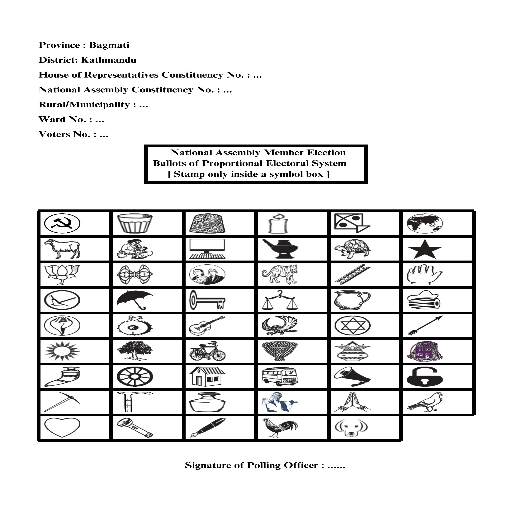 Province : Bagmati
District: Kathmandu
House of Representatives Constituency No. : ...
National Assembly Constituency No. : ...
Rural/Municipality : ...
Ward No. : ...
Voters No. : ...
National Assembly Member Election
Ballots of Proportional Electoral System
[ Stamp only inside a symbol box ]
Signature of Polling Officer : ......